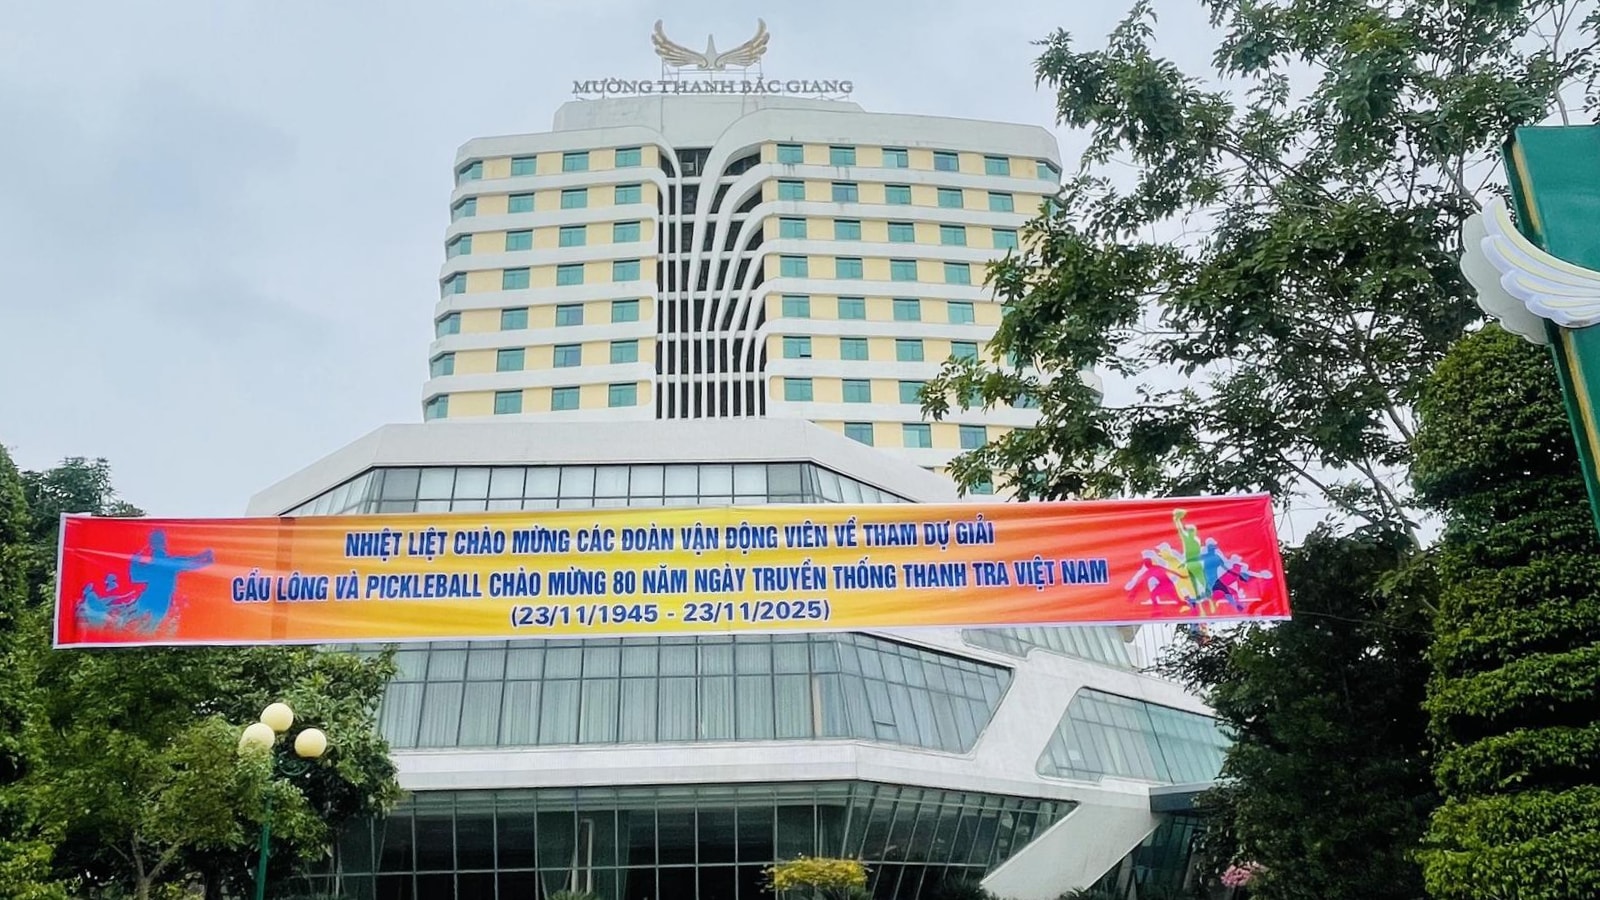 MƯỜNG THANH BẮC GIANG
NHIỆT LIỆT CHÀO MỪNG CÁC ĐOÀN VẬN ĐỘNG VIÊN VỀ THAM DỰ GIẢI
CẦU LÔNG VÀ PICKLEBALL CHÀO MỪNG 80 NĂM NGÀY TRUYỀN THỐNG THANH TRA VIỆT NAM
(23/11/1945 - 23/11/2025)